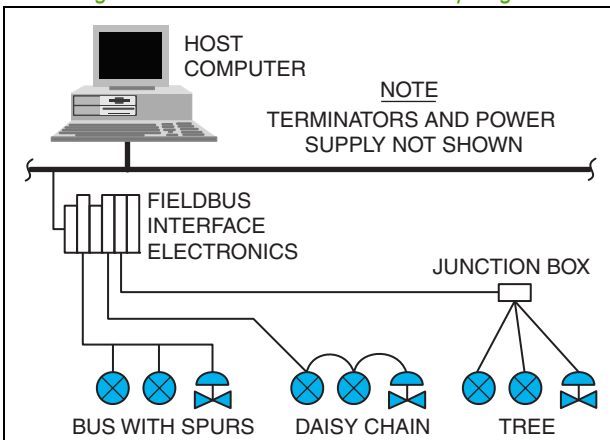 HOST
COMPUTER
NOTE
TERMINATORS AND POWER
SUPPLY NOT SHOWN
FIELDBUS
INTERFACE
ELECTRONICS
JUNCTION BOX
BUS WITH SPURS
DAISY CHAIN
TREE